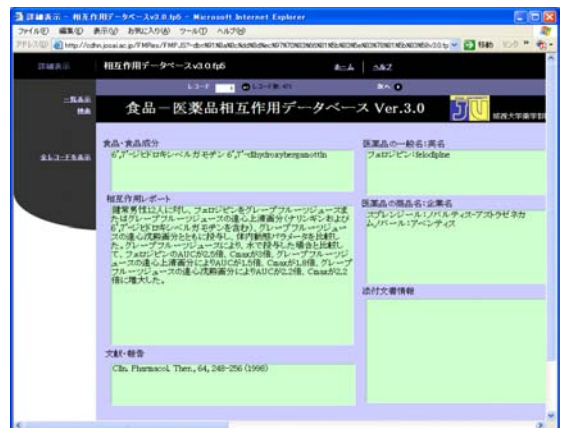 詳細表示 - 相互作用データベースv3.0.fp5 - Microsoft Internet Explorer
ファイル(F) 編集(E) 表示(V) お気に入り(A) ツール(T) ヘルプ(H)
アドレス(D)
移動
リンク
詳細表示
相互作用データベースv3.0.fp5
ホーム
ヘルプ
レコード
次へ
一覧表示
検索
全レコードを表示
食品－医薬品相互作用データベース Ver.3.0
JU
城西大学薬学部
食品・食品成分
6',7'-ジヒドロキシベルガモチン 6',7'-dihydroxybergamottin
医薬品の一般名:英名
フェロジピン:felodipine
相互作用レポート
健常男性12人に対し、フェロジピンをグレープフルーツジュースま
たはグレープフルーツジュースの遠心上清画分(ナリンギンおよび
6',7'-ジヒドロキシベルガモチンを含む)、グレープフルーツジュー
スの遠心沈殿画分とともに投与し、体内動態パラメータを比較し
た。グレープフルーツジュースにより、水で投与した場合と比較し
て、フェロジピンのAUCが2.5倍、Cmaxが3倍、グレープフルーツジ
ュースの遠心上清画分によりAUCが1.5倍、Cmaxが1.8倍、グレープ
フルーツジュースの遠心沈殿画分によりAUCが2.2倍、Cmaxが2.2
倍に増大した。
医薬品の商品名:企業名
スプレンジール:ノバルティス-アストラゼネカ
ムノバール:アベンティス
添付文書情報
文献・報告
Clin. Pharmacol. Ther., 64, 248-256 (1998)